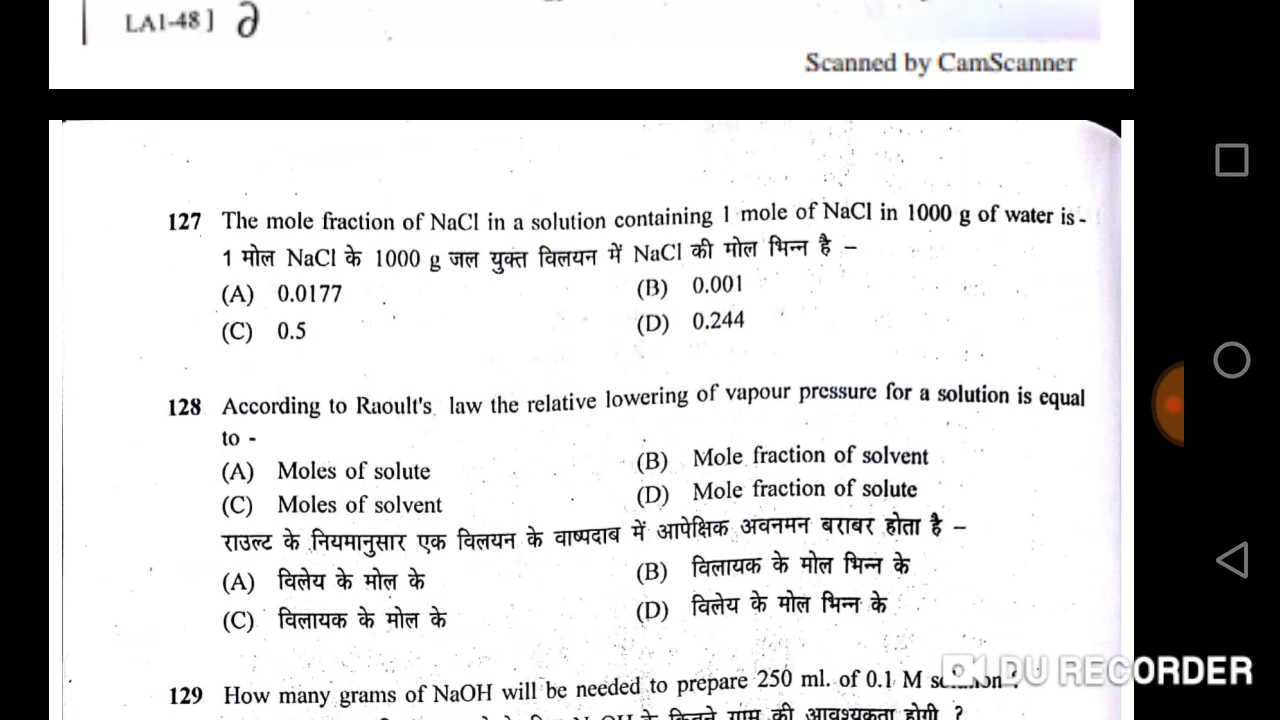 LA1-48 ]
Scanned by CamScanner
127 The mole fraction of NaCl in a solution containing 1 mole of NaCl in 1000 g of water is -
1 मोल NaCl के 1000 g जल युक्त विलयन में NaCl की मोल भिन्न है –
(A) 0.0177 (B) 0.001
(C) 0.5 (D) 0.244
128 According to Raoult's law the relative lowering of vapour pressure for a solution is equal
to -
(A) Moles of solute (B) Mole fraction of solvent
(C) Moles of solvent (D) Mole fraction of solute
राउल्ट के नियमानुसार एक विलयन के वाष्पदाब में आपेक्षिक अवनमन बराबर होता है –
(A) विलेय के मोल के (B) विलायक के मोल भिन्न के
(C) विलायक के मोल के (D) विलेय के मोल भिन्न के
DU RECORDER
129 How many grams of NaOH will be needed to prepare 250 ml. of 0.1 M
NaOH के कितने ग्राम की आवश्यकता होगी ?